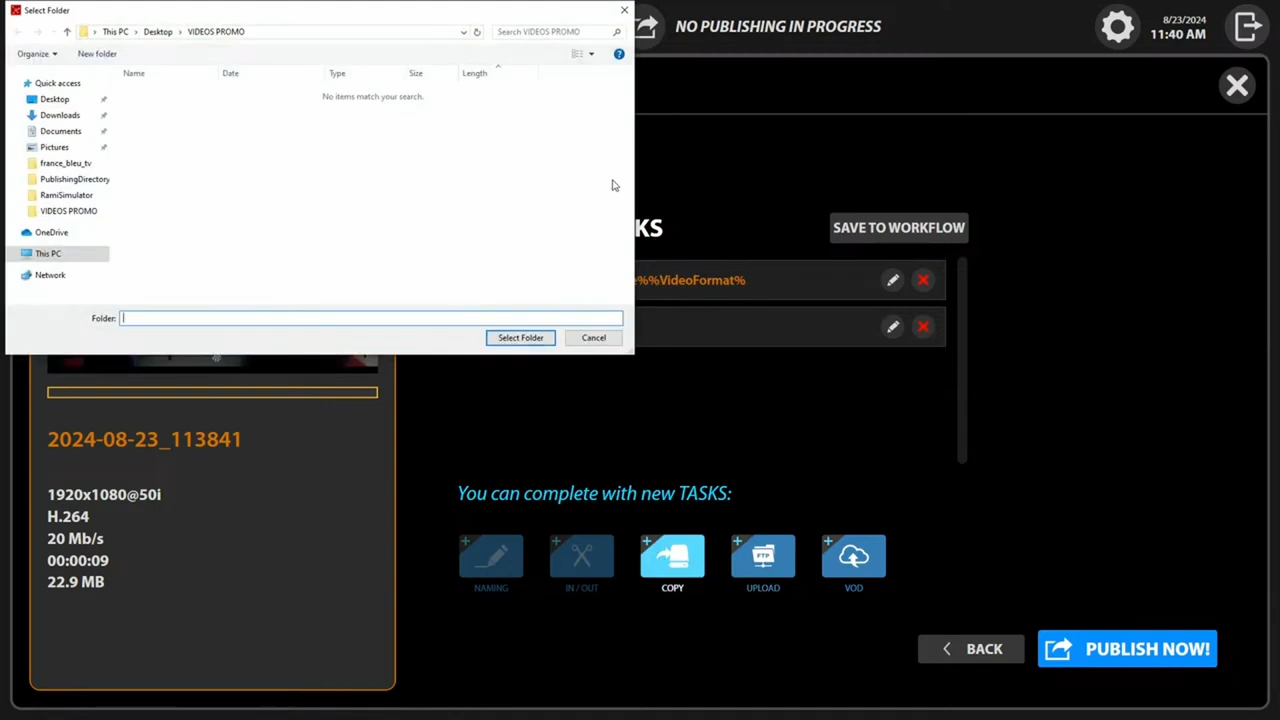 Select Folder
This PC > Desktop > VIDEOS PROMO
Search VIDEOS PROMO
Organize
New folder
Name Date Type Size Length
No items match your search.
Quick access
Desktop
Downloads
Documents
Pictures
france_bleu_tv
PublishingDirectory
RamiSimulator
VIDEOS PROMO
OneDrive
This PC
Network
Folder:
Select Folder
Cancel
NO PUBLISHING IN PROGRESS
8/23/2024
11:40 AM
KS
SAVE TO WORKFLOW
%%VideoFormat%
2024-08-23_113841
1920x1080@50i
H.264
20 Mb/s
00:00:09
22.9 MB
You can complete with new TASKS:
FTP
NAMING
IN / OUT
COPY
UPLOAD
VOD
BACK
PUBLISH NOW!